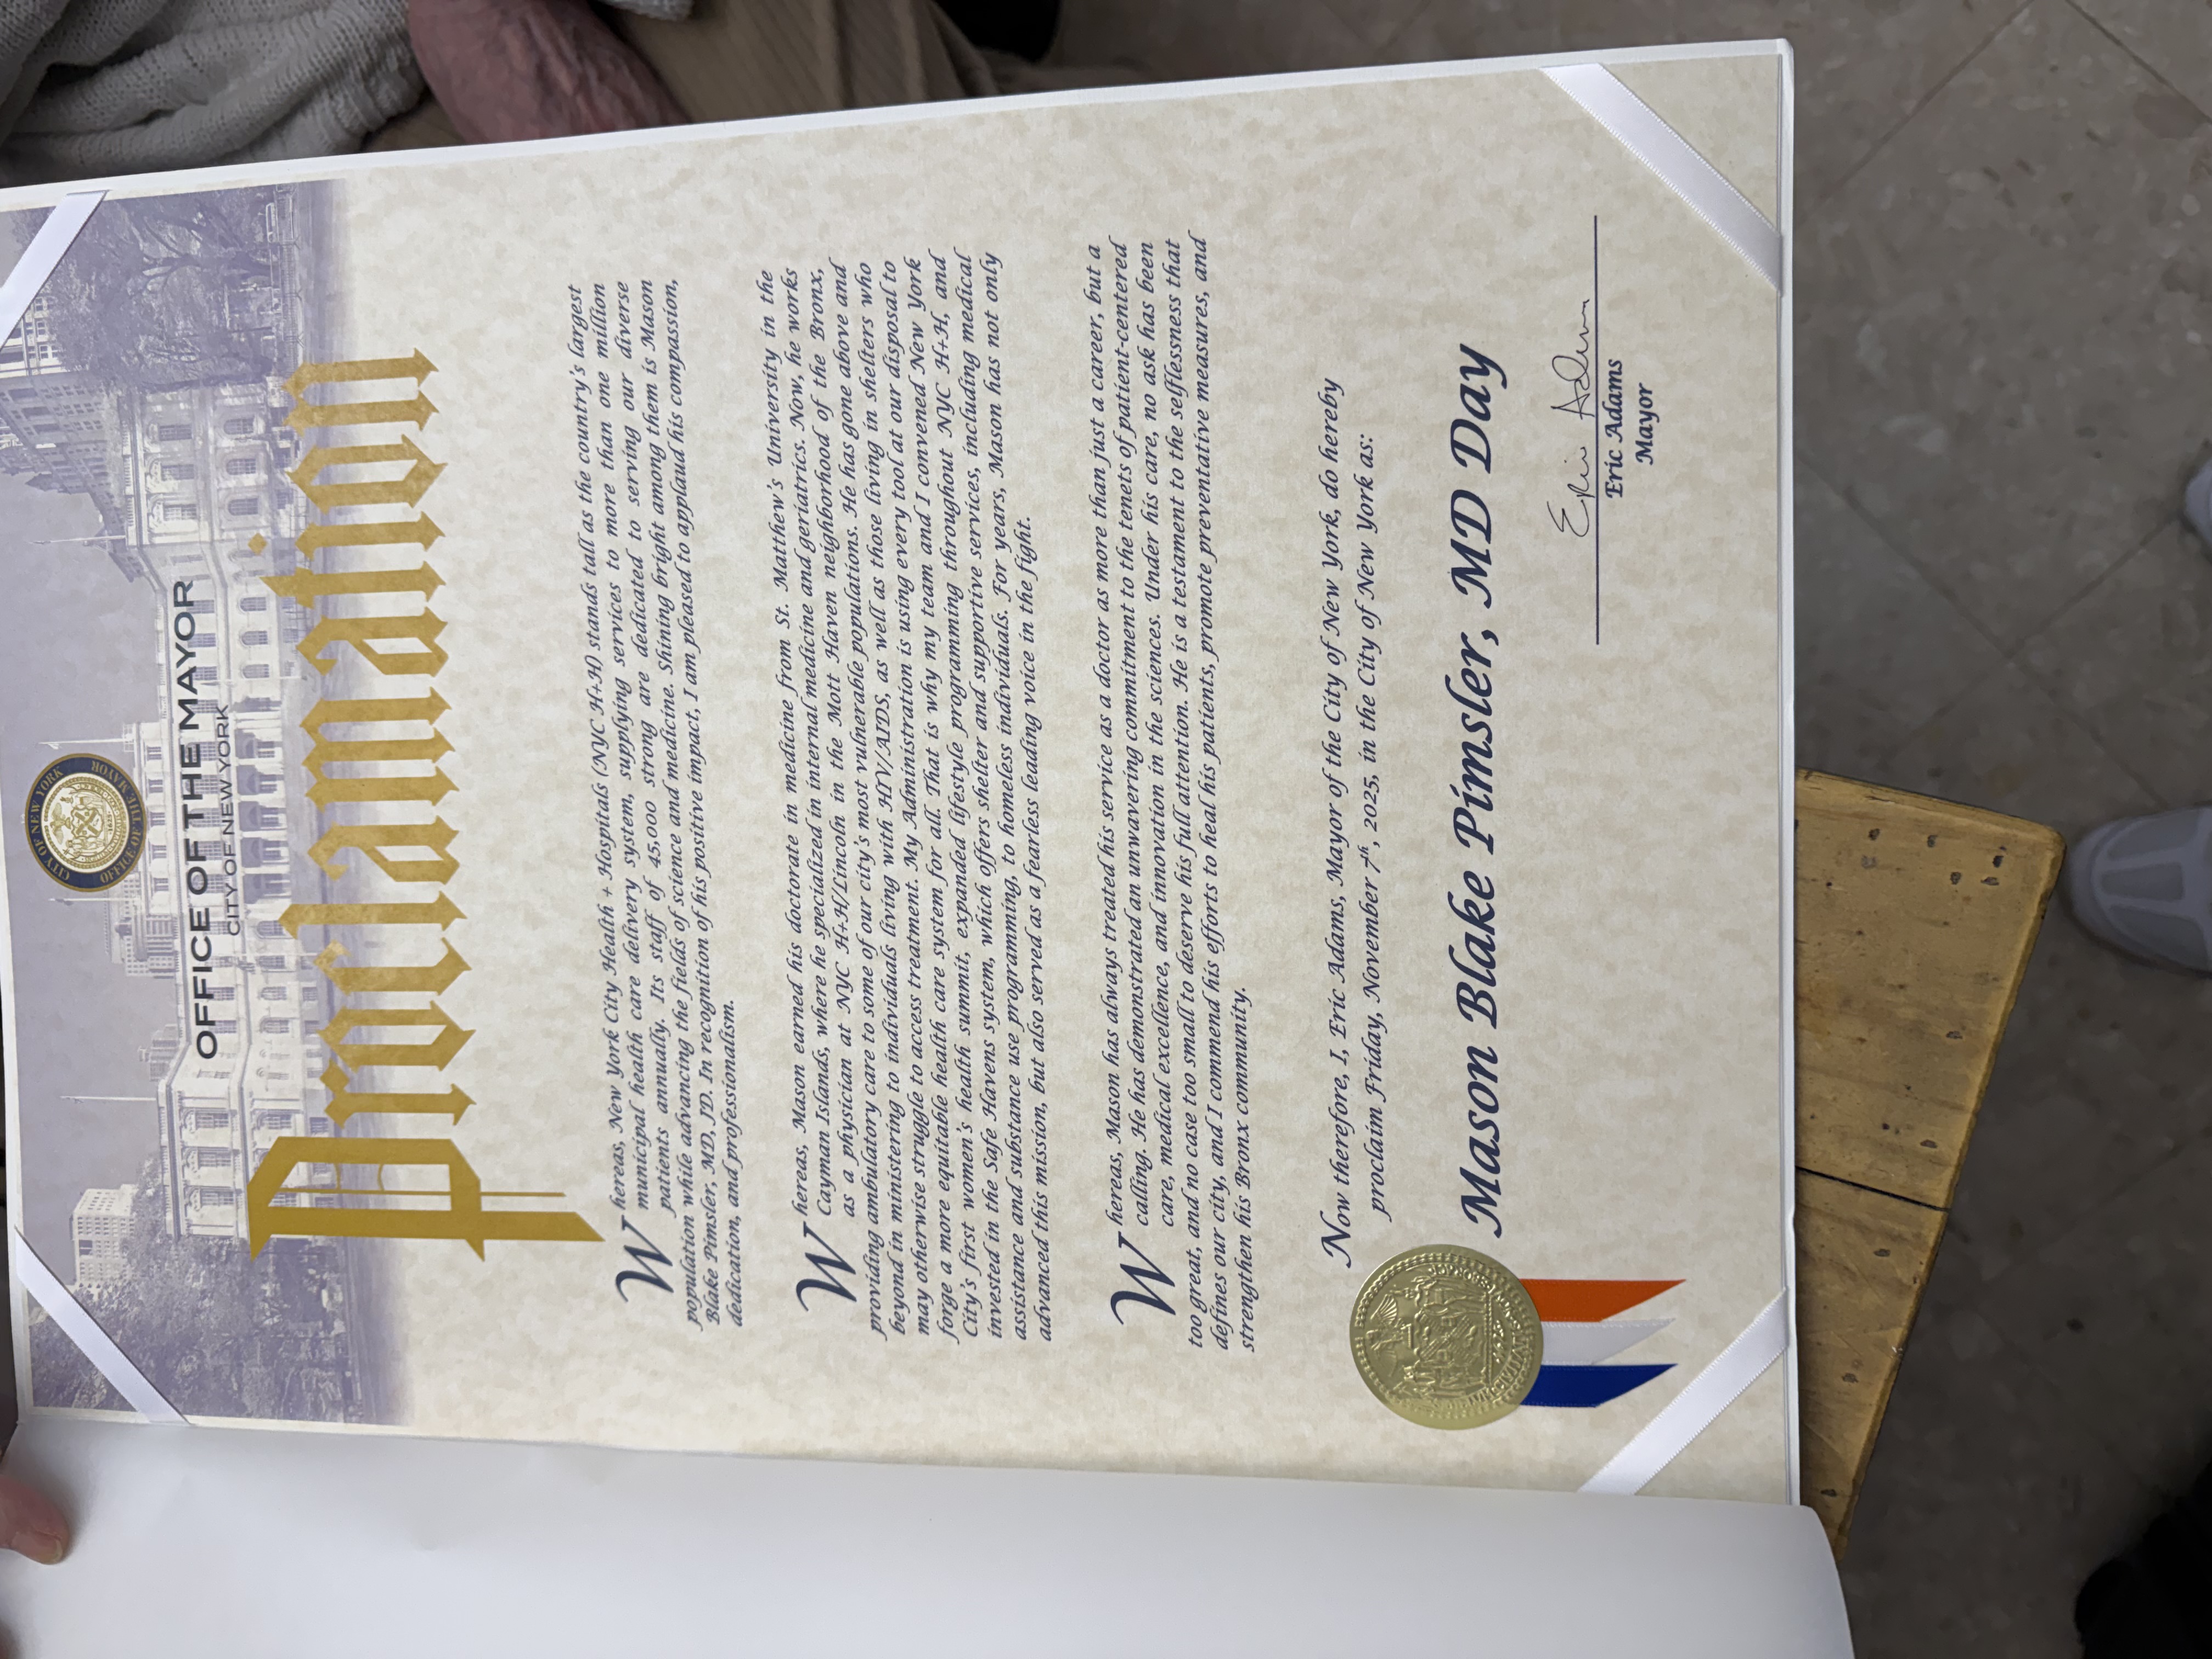 CITY OF NEW YORK
OFFICE OF THE MAYOR
OFFICE OF THE MAYOR
CITY OF NEW YORK
Proclamation
Whereas, New York City Health + Hospitals (NYC H+H) stands tall as the country's largest
municipal health care delivery system, supplying services to more than one million
patients annually. Its staff of 45,000 strong are dedicated to serving our diverse
population while advancing the fields of science and medicine. Shining bright among them is Mason
Blake Pimsler, MD, JD. In recognition of his positive impact, I am pleased to applaud his compassion,
dedication, and professionalism.
Whereas, Mason earned his doctorate in medicine from St. Matthew's University in the
Cayman Islands, where he specialized in internal medicine and geriatrics. Now, he works
as a physician at NYC H+H/Lincoln in the Mott Haven neighborhood of the Bronx,
providing ambulatory care to some of our city's most vulnerable populations. He has gone above and
beyond in ministering to individuals living with HIV/AIDS, as well as those living in shelters who
may otherwise struggle to access treatment. My Administration is using every tool at our disposal to
forge a more equitable health care system for all. That is why my team and I convened New York
City's first women's health summit, expanded lifestyle programming throughout NYC H+H, and
invested in the Safe Havens system, which offers shelter and supportive services, including medical
assistance and substance use programming, to homeless individuals. For years, Mason has not only
advanced this mission, but also served as a fearless leading voice in the fight.
Whereas, Mason has always treated his service as a doctor as more than just a career, but a
calling. He has demonstrated an unwavering commitment to the tenets of patient-centered
care, medical excellence, and innovation in the sciences. Under his care, no ask has been
too great, and no case too small to deserve his full attention. He is a testament to the selflessness that
defines our city, and I commend his efforts to heal his patients, promote preventative measures, and
strengthen his Bronx community.
Now therefore, I, Eric Adams, Mayor of the City of New York, do hereby
proclaim Friday, November 7th, 2025, in the City of New York as:
Mason Blake Pimsler, MD Day
Eric Adams
Eric Adams
Mayor